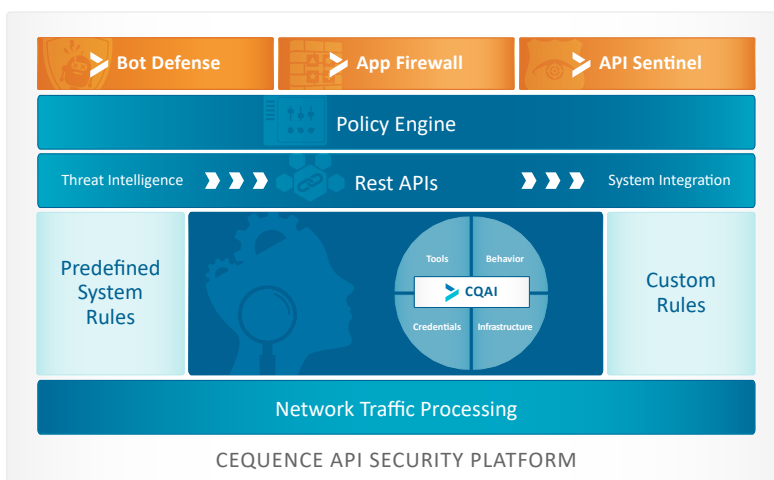 Bot Defense
App Firewall
API Sentinel
Policy Engine
Threat Intelligence
Rest APIs
System Integration
Predefined
System
Rules
Tools
Behavior
CQAI
Credentials
Infrastructure
Custom
Rules
Network Traffic Processing
CEQUENCE API SECURITY PLATFORM